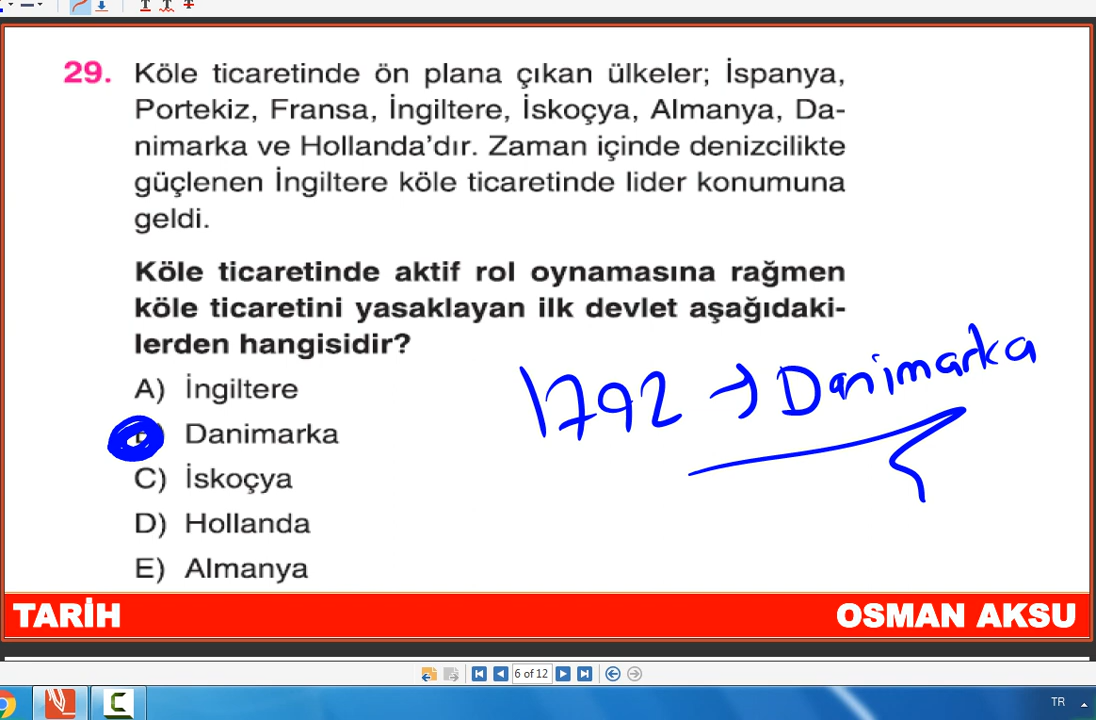 29. Köle ticaretinde ön plana çıkan ülkeler; İspanya,
Portekiz, Fransa, İngiltere, İskoçya, Almanya, Da-
nimarka ve Hollanda'dır. Zaman içinde denizcilikte
güçlenen İngiltere köle ticaretinde lider konumuna
geldi.
Köle ticaretinde aktif rol oynamasına rağmen
köle ticaretini yasaklayan ilk devlet aşağıdaki-
lerden hangisidir?
A) İngiltere
Danimarka
C) İskoçya
D) Hollanda
E) Almanya
1792 → Danimarka
TARİH
OSMAN AKSU
6 of 12
TR